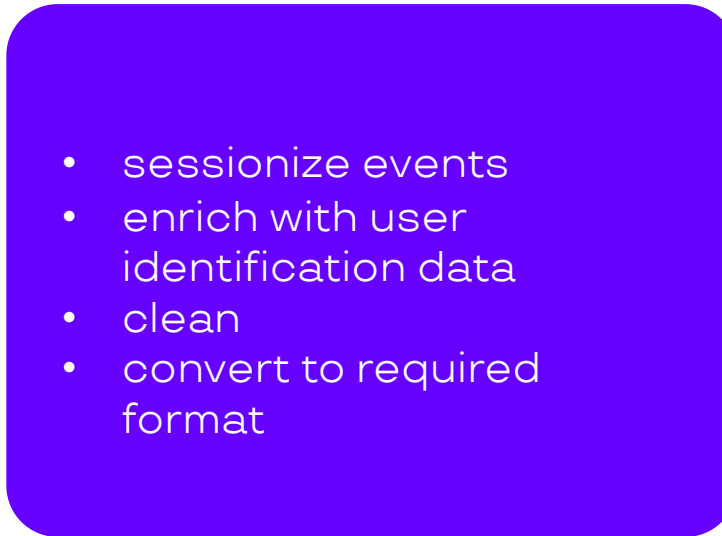 • sessionize events
• enrich with user
identification data
• clean
• convert to required
format